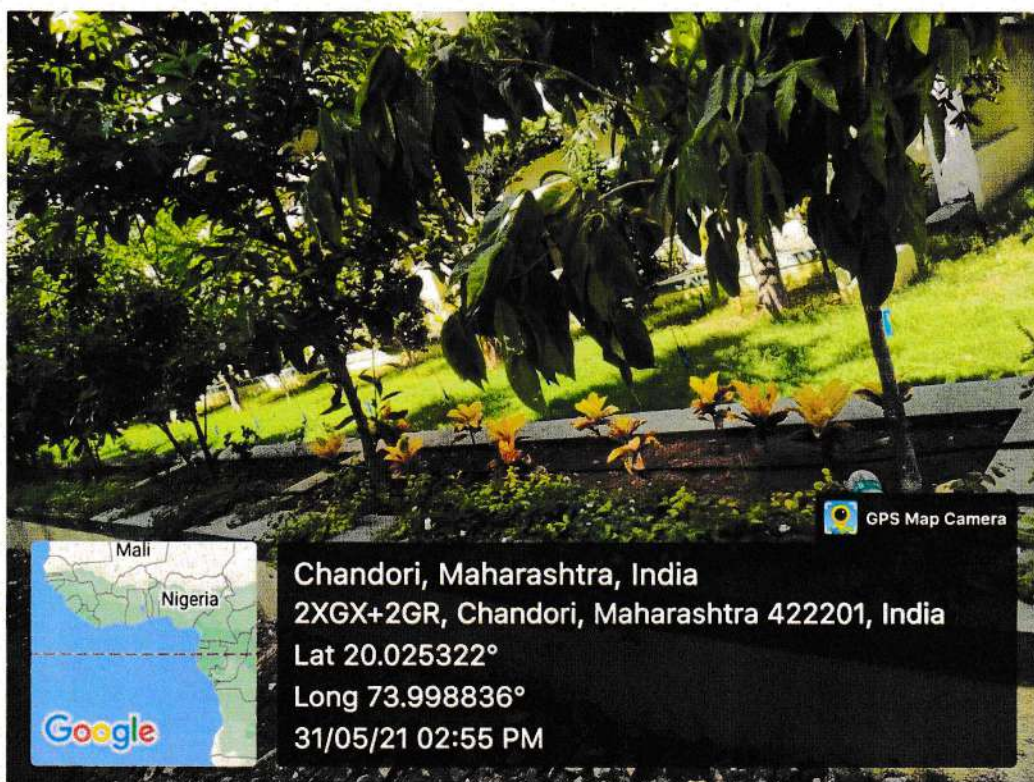 GPS Map Camera
Mali
Nigeria
Google
Chandori, Maharashtra, India
2XGX+2GR, Chandori, Maharashtra 422201, India
Lat 20.025322°
Long 73.998836°
31/05/21 02:55 PM